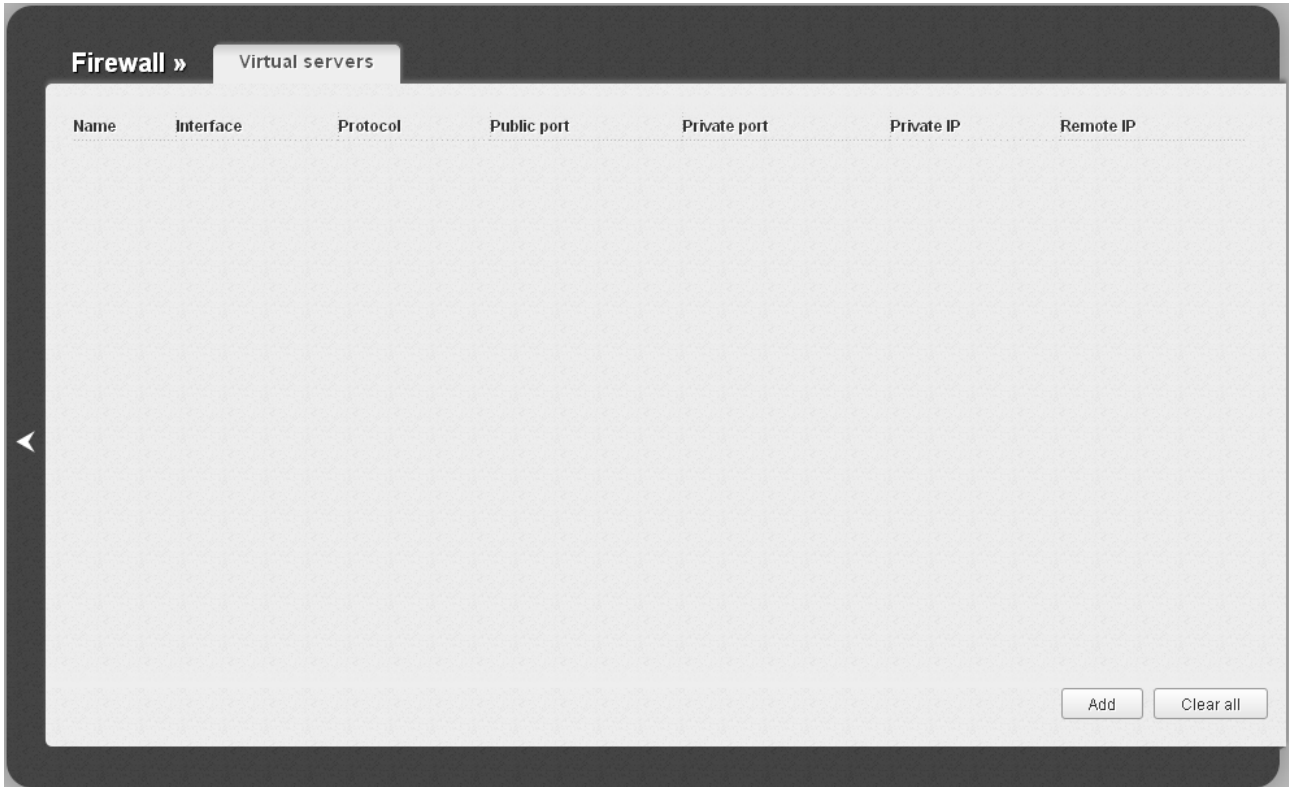 Firewall » Virtual servers
Name Interface Protocol Public port Private port Private IP Remote IP
Add Clear all